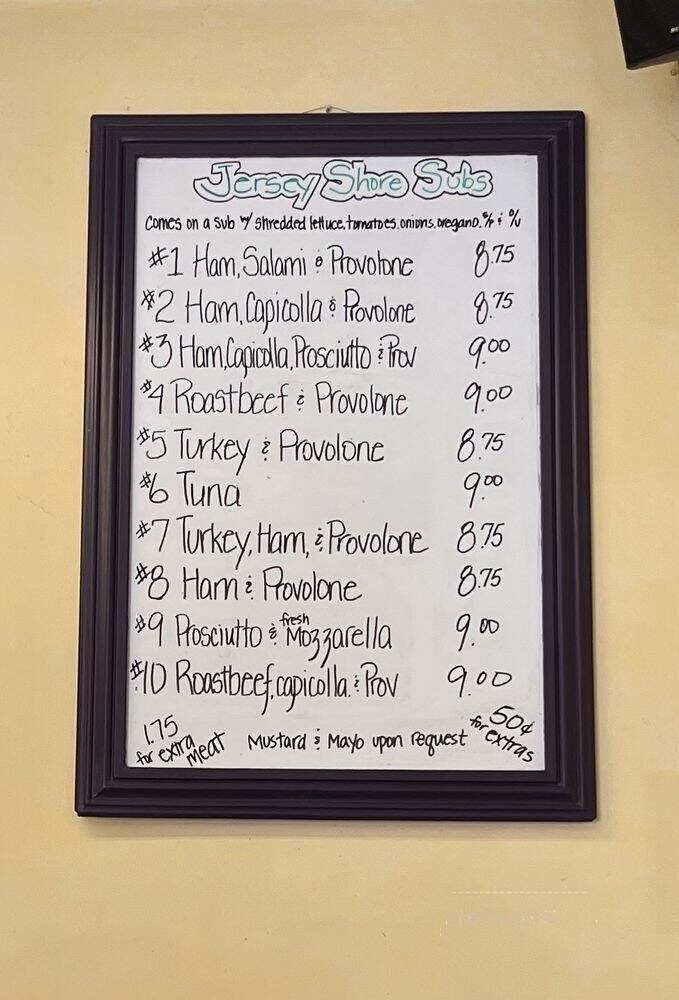 Jersey Shore Subs
Comes on a Sub w/ shredded lettuce, tomatoes, onions, oregano, S/P & O/V
#1 Ham, Salami & Provolone 8.75
#2 Ham, Capicolla & Provolone 8.75
#3 Ham, Capicolla, Prosciutto & Prov 9.00
#4 Roastbeef & Provolone 9.00
#5 Turkey & Provolone 8.75
#6 Tuna 9.00
#7 Turkey, Ham, & Provolone 8.75
#8 Ham & Provolone 8.75
#9 Prosciutto & fresh Mozzarella 9.00
#10 Roastbeef, capicolla. & Prov 9.00
1.75 for extra meat
Mustard & Mayo upon request
50¢ for extras